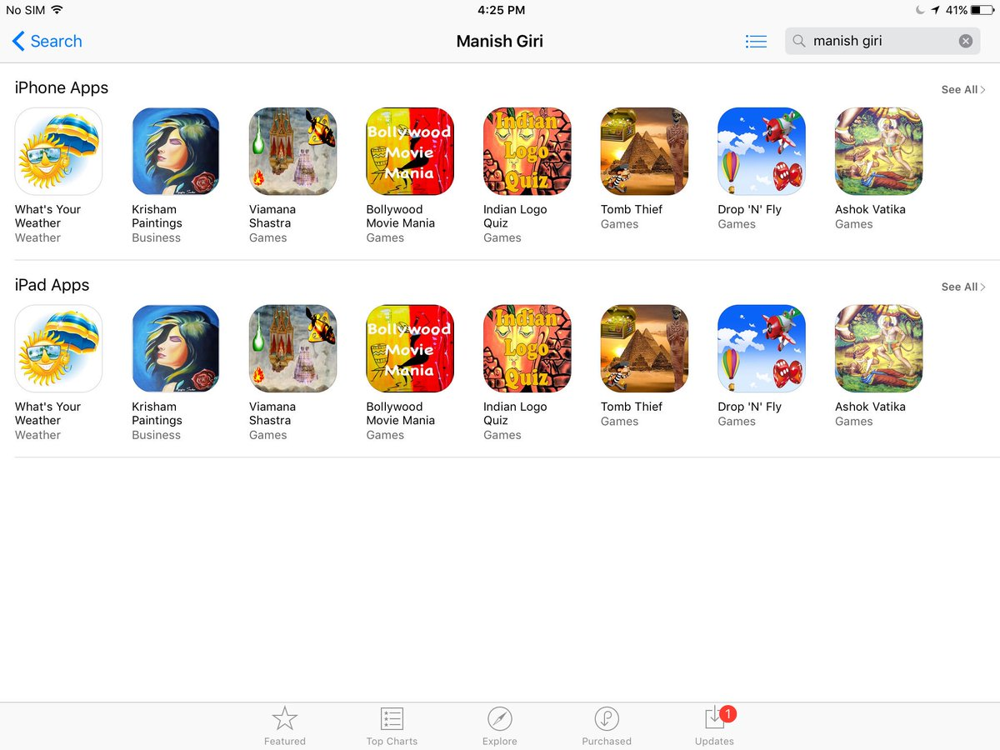 No SIM 4:25 PM 41%
Search Manish Giri manish giri
iPhone Apps See All
Bollywood
Movie
Mania
Indian
Logo
Quiz
What's Your
Weather
Weather
Krisham
Paintings
Business
Viamana
Shastra
Games
Bollywood
Movie Mania
Games
Indian Logo
Quiz
Games
Tomb Thief
Games
Drop 'N' Fly
Games
Ashok Vatika
Games
iPad Apps See All
Bollywood
Movie
Mania
Indian
Logo
Quiz
What's Your
Weather
Weather
Krisham
Paintings
Business
Viamana
Shastra
Games
Bollywood
Movie Mania
Games
Indian Logo
Quiz
Games
Tomb Thief
Games
Drop 'N' Fly
Games
Ashok Vatika
Games
1
Featured Top Charts Explore Purchased Updates